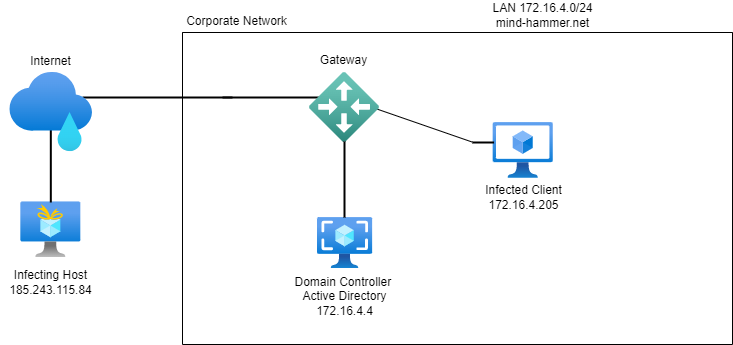 LAN 172.16.4.0/24
mind-hammer.net
Corporate Network
Internet
Gateway
Infected Client
172.16.4.205
Infecting Host
185.243.115.84
Domain Controller
Active Directory
172.16.4.4